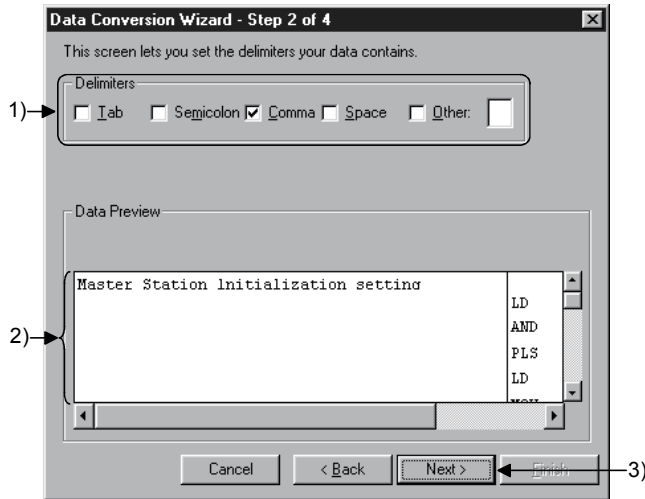 Data Conversion Wizard - Step 2 of 4
This screen lets you set the delimiters your data contains.
Delimiters
1)
Tab Semicolon Comma Space Other:
Data Preview
Master Station Initialization setting
LD
2)
AND
PLS
LD
MOV
Cancel < Back Next > Finish
3)